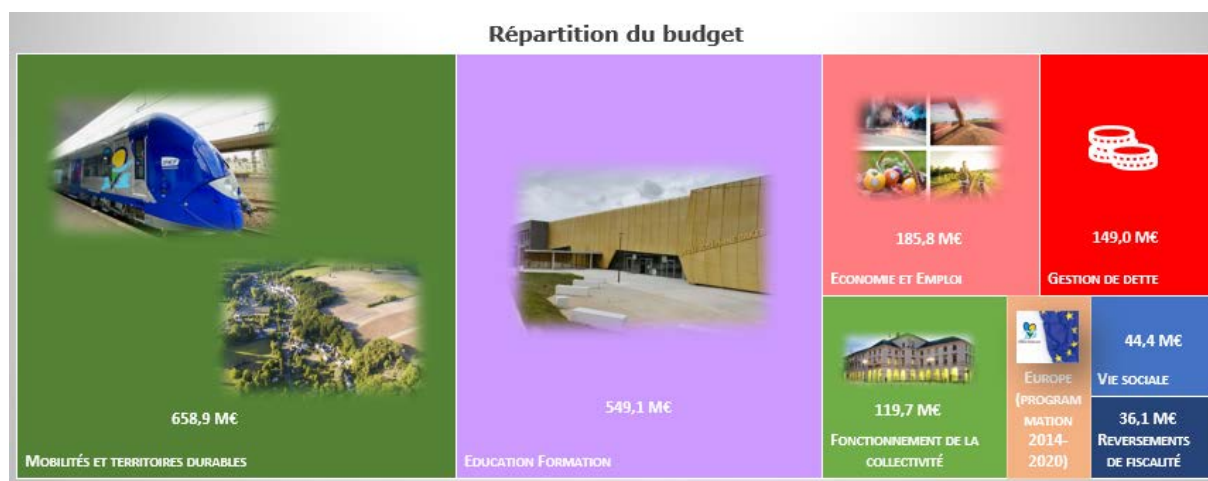 Répartition du budget
658,9 M€
MOBILITÉS ET TERRITOIRES DURABLES
549,1 M€
EDUCATION FORMATION
185,8 M€
ECONOMIE ET EMPLOI
149,0 M€
GESTION DE DETTE
119,7 M€
FONCTIONNEMENT DE LA
COLLECTIVITÉ
EUROPE
(PROGRAM
MATION
2014-
2020)
44,4 M€
VIE SOCIALE
36,1 M€
REVERSEMENTS
DE FISCALITÉ